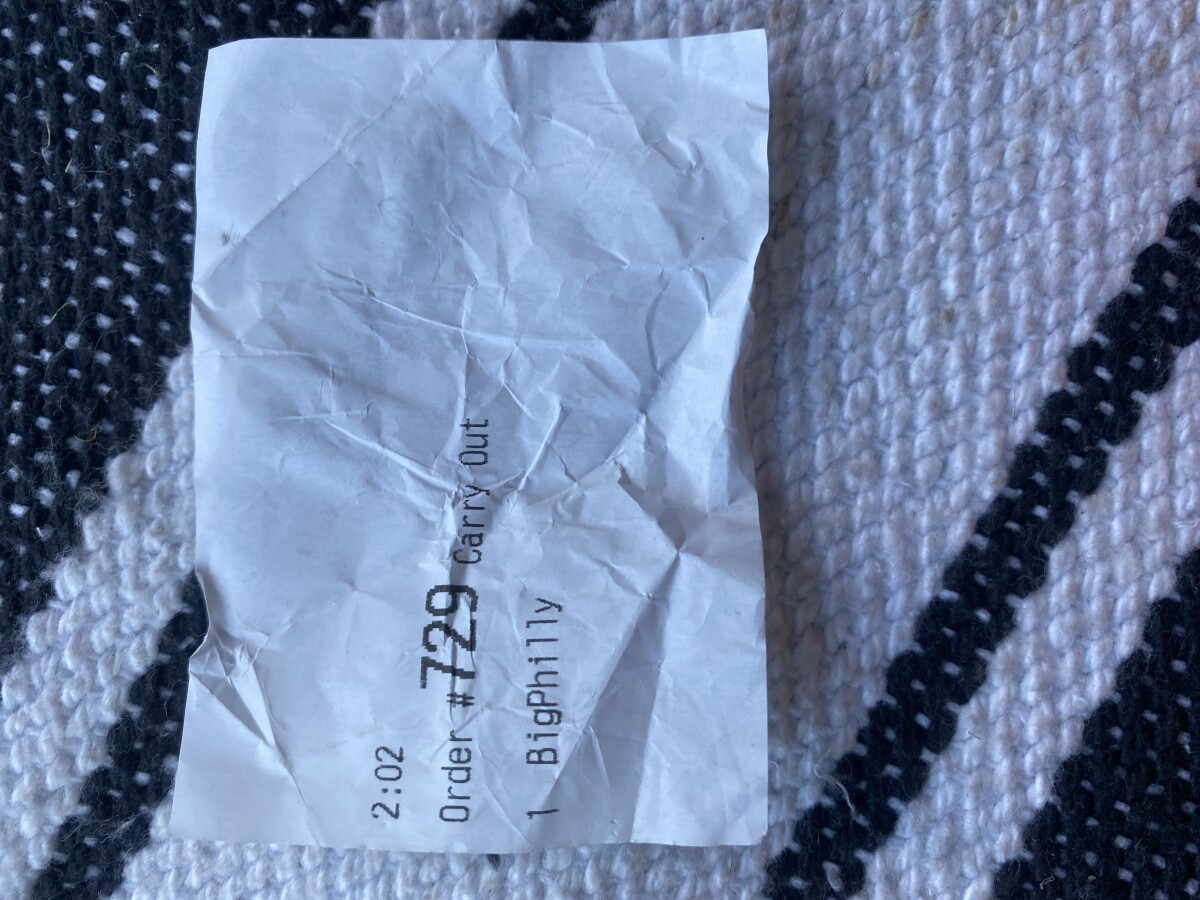 2:02
Order # 729 Carry Out
1 BigPhilly